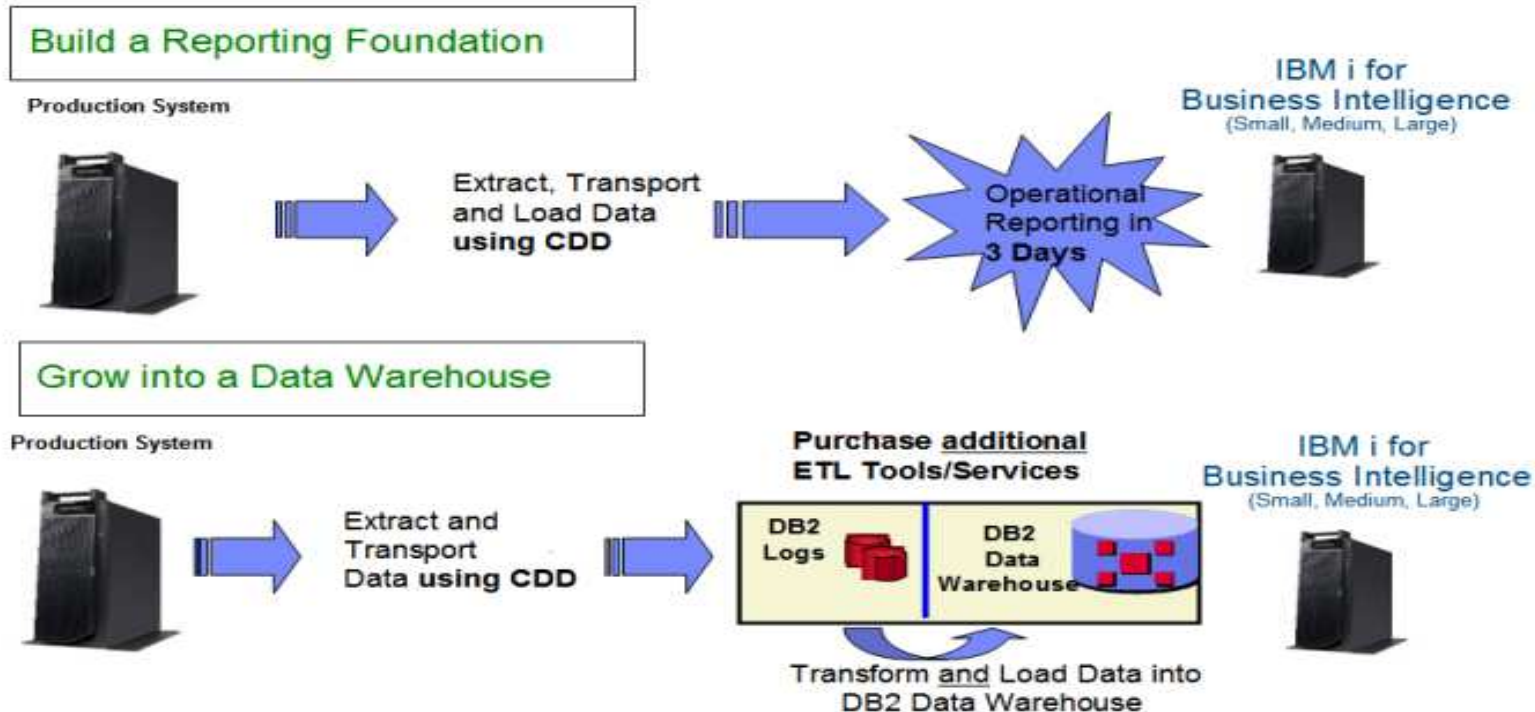 Build a Reporting Foundation
Production System
Extract, Transport
and Load Data
using CDD
Operational
Reporting in
3 Days
IBM i for
Business Intelligence
(Small, Medium, Large)
Grow into a Data Warehouse
Production System
Extract and
Transport
Data using CDD
Purchase additional
ETL Tools/Services
DB2
Logs
DB2
Data
Warehouse
Transform and Load Data into
DB2 Data Warehouse
IBM i for
Business Intelligence
(Small, Medium, Large)